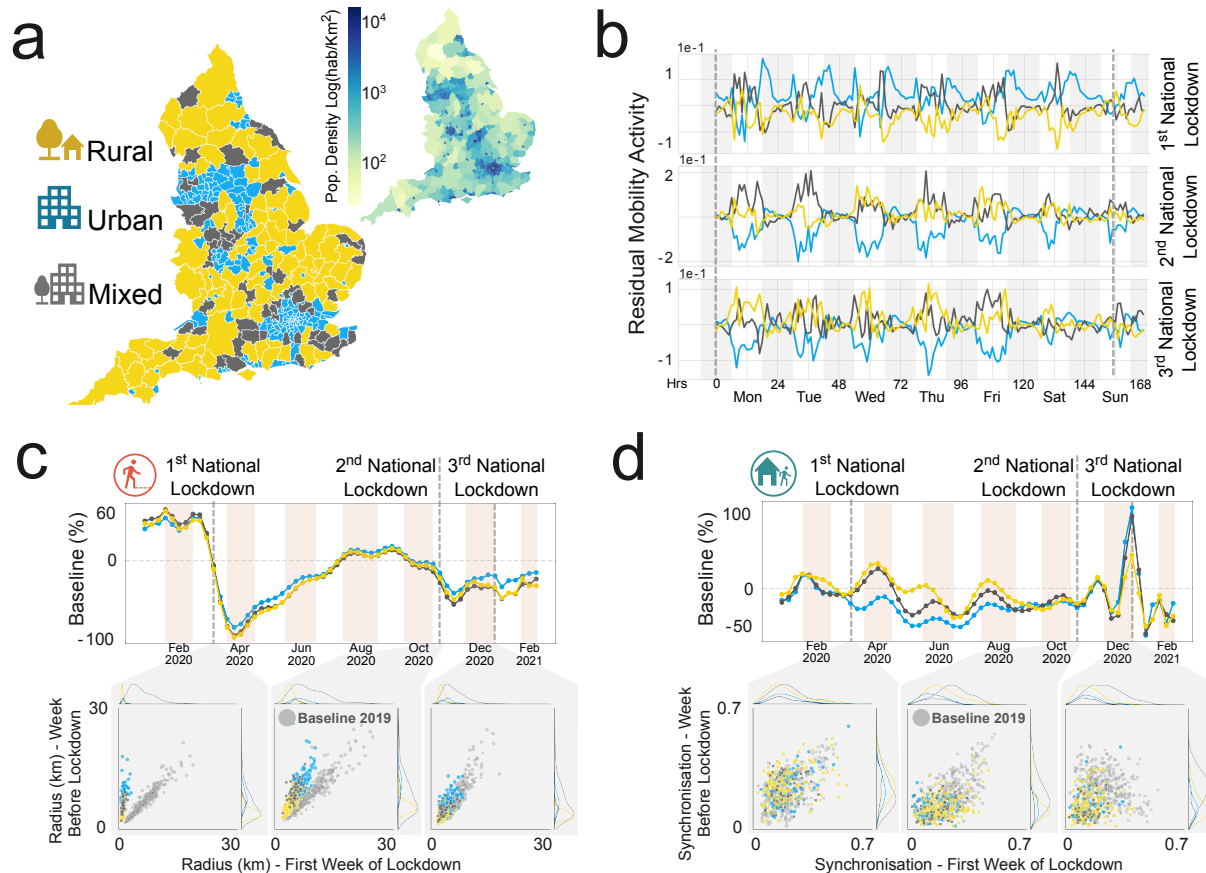 a
Pop. Density Log(hab/Km²)
10⁴
10³
10²
Rural
Urban
Mixed
b
Residual Mobility Activity
1e-1
1
-1
1st National
Lockdown
1e-1
2
-2
2nd National
Lockdown
1e-1
1
-1
3rd National
Lockdown
Hrs
0
24
48
72
96
120
144
168
Mon
Tue
Wed
Thu
Fri
Sat
Sun
c
1st National
Lockdown
2nd National
Lockdown
3rd National
Lockdown
Baseline (%)
60
0
-100
Feb
2020
Apr
2020
Jun
2020
Aug
2020
Oct
2020
Dec
2020
Feb
2021
Radius (km) - Week
Before Lockdown
30
0
Baseline 2019
0
30
0
30
Radius (km) - First Week of Lockdown
d
1st National
Lockdown
2nd National
Lockdown
3rd National
Lockdown
Baseline (%)
100
0
-50
Feb
2020
Apr
2020
Jun
2020
Aug
2020
Oct
2020
Dec
2020
Feb
2021
Synchronisation - Week
Before Lockdown
0.7
0
Baseline 2019
0
0.7
0
0.7
Synchronisation - First Week of Lockdown